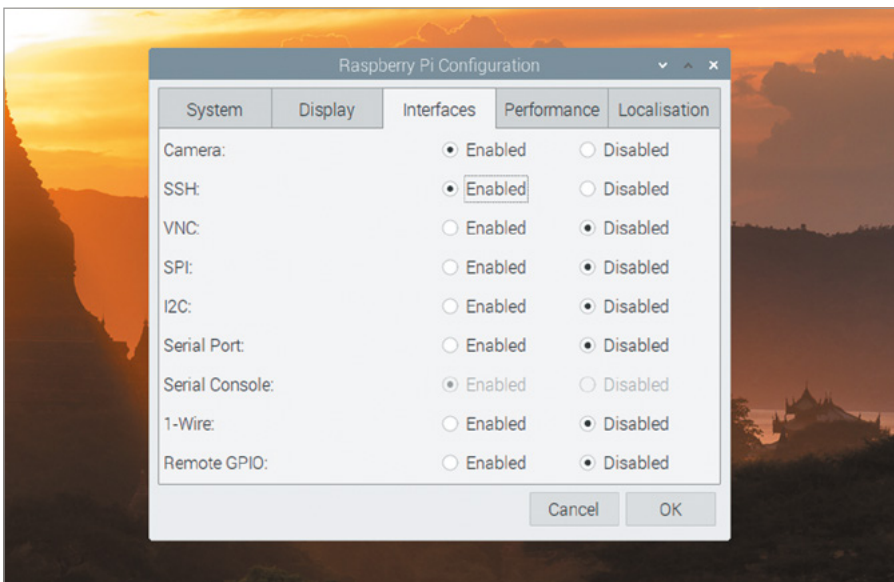 Raspberry Pi Configuration
System Display Interfaces Performance Localisation
Camera: Enabled Disabled
SSH: Enabled Disabled
VNC: Enabled Disabled
SPI: Enabled Disabled
I2C: Enabled Disabled
Serial Port: Enabled Disabled
Serial Console: Enabled Disabled
1-Wire: Enabled Disabled
Remote GPIO: Enabled Disabled
Cancel OK